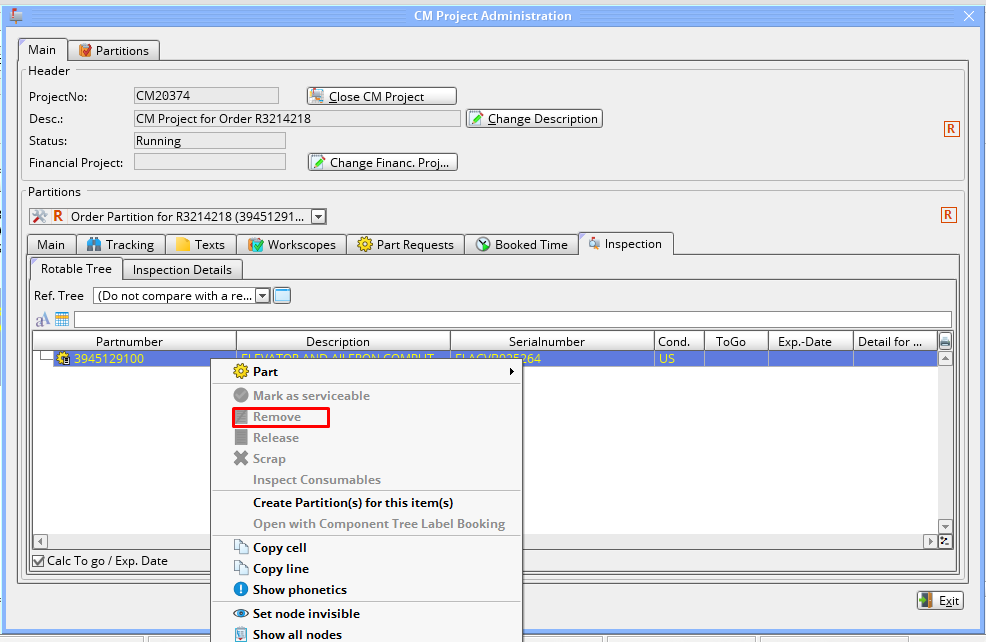 CM Project Administration
Main
Partitions
Header
ProjectNo:
CM20374
Close CM Project
Desc.:
CM Project for Order R3214218
Change Description
R
Status:
Running
Financial Project:
Change Financ. Proj...
Partitions
R Order Partition for R3214218 (39451291...
R
Main
Tracking
Texts
Workscopes
Part Requests
Booked Time
Inspection
Rotable Tree
Inspection Details
Ref. Tree
(Do not compare with a re...
Partnumber
Description
Serialnumber
Cond.
ToGo
Exp.-Date
Detail for ...
3945129100
ELEVATOR AND AILERON COMPUT...
US
Part
Mark as serviceable
Remove
Release
Scrap
Inspect Consumables
Create Partition(s) for this item(s)
Open with Component Tree Label Booking
Copy cell
Copy line
Show phonetics
Set node invisible
Show all nodes
Calc To go / Exp. Date
Exit